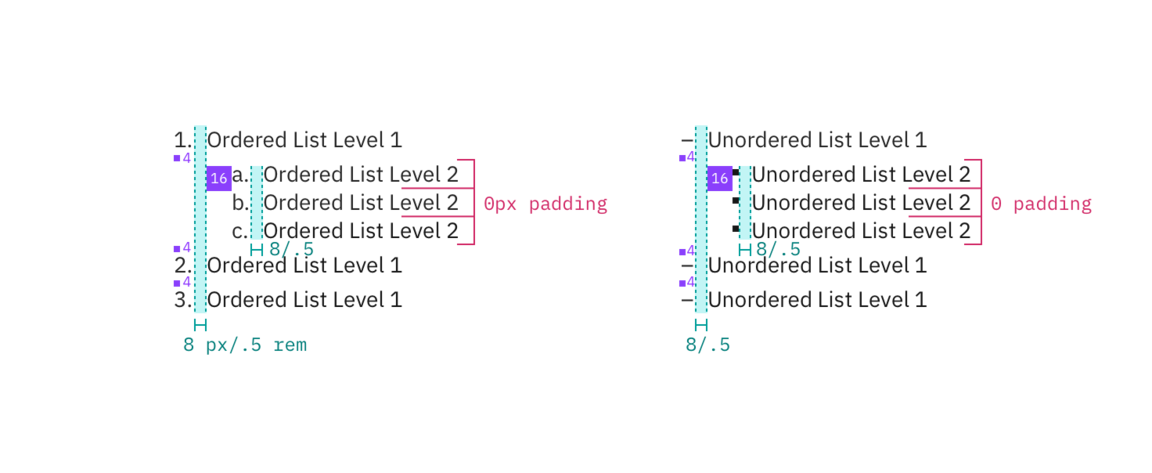 1. Ordered List Level 1
4
16 a. Ordered List Level 2
b. Ordered List Level 2
c. Ordered List Level 2
0px padding
4
8/.5
2. Ordered List Level 1
4
3. Ordered List Level 1
8 px/.5 rem
– Unordered List Level 1
4
16 ▪ Unordered List Level 2
▪ Unordered List Level 2
▪ Unordered List Level 2
0 padding
4
8/.5
– Unordered List Level 1
4
– Unordered List Level 1
8/.5